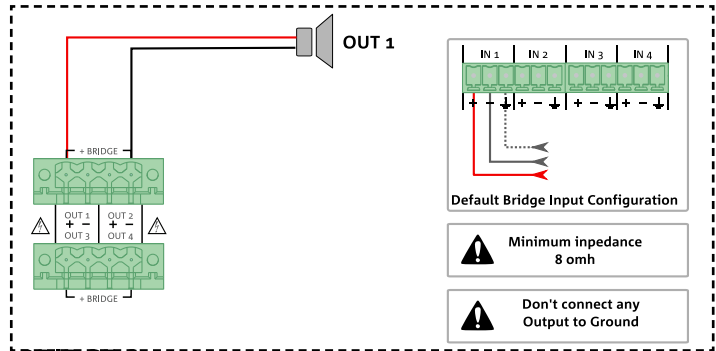 OUT 1
+ BRIDGE -
OUT 1 OUT 2
+ - + -
OUT 3 OUT 4
+ BRIDGE -
IN 1 IN 2 IN 3 IN 4
+ - + - + - + -
Default Bridge Input Configuration
Minimum inpedance
8 omh
Don't connect any
Output to Ground